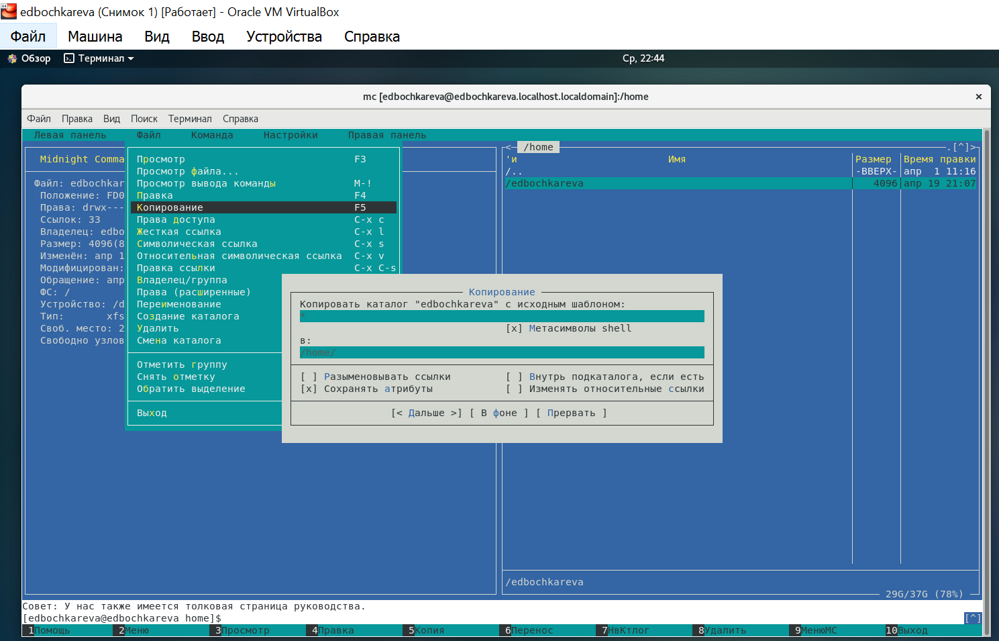 edbochkareva (Снимок 1) [Работает] - Oracle VM VirtualBox
Файл Машина Вид Ввод Устройства Справка
Обзор Терминал Ср, 22:44
mc [edbochkareva@edbochkareva.localhost.localdomain]:/home
Файл Правка Вид Поиск Терминал Справка
Левая панель Файл Команда Настройки Правая панель
<─ /home .[^]>
Midnight Comma Просмотр F3 'и Имя Размер Время правки
Просмотр файла... /.. -ВВЕРХ- апр 1 11:16
Файл: edbochkar Просмотр вывода команды M-! /edbochkareva 4096 апр 19 21:07
Положение: FD0 Правка F4
Права: drwx--- Копирование F5
Ссылок: 33 Права доступа C-x c
Владелец: edbo Жесткая ссылка C-x l
Размер: 4096(8 Символическая ссылка C-x s
Изменён: апр 1 Относительная символическая ссылка C-x v
Модифицирован: Правка ссылки C-x C-s
Обращение: апр Владелец/группа
ФС: / Права (расширенные) Копирование
Устройство: /d Переименование Копировать каталог "edbochkareva" с исходным шаблоном:
Тип: xfs Создание каталога *
Своб. место: 2 Удалить [x] Метасимволы shell
Свободно узлов Смена каталога в:
/home/
Отметить группу
Снять отметку [ ] Разыменовывать ссылки [ ] Внутрь подкаталога, если есть
Обратить выделение [x] Сохранять атрибуты [ ] Изменять относительные ссылки
Выход [< Дальше >] [ В фоне ] [ Прервать ]
/edbochkareva
29G/37G (78%)
Совет: У нас также имеется толковая страница руководства.
[edbochkareva@edbochkareva home]$ [^]
1Помощь 2Меню 3Просмотр 4Правка 5Копия 6Перенос 7НвКтлог 8Удалить 9МенюМС 10Выход